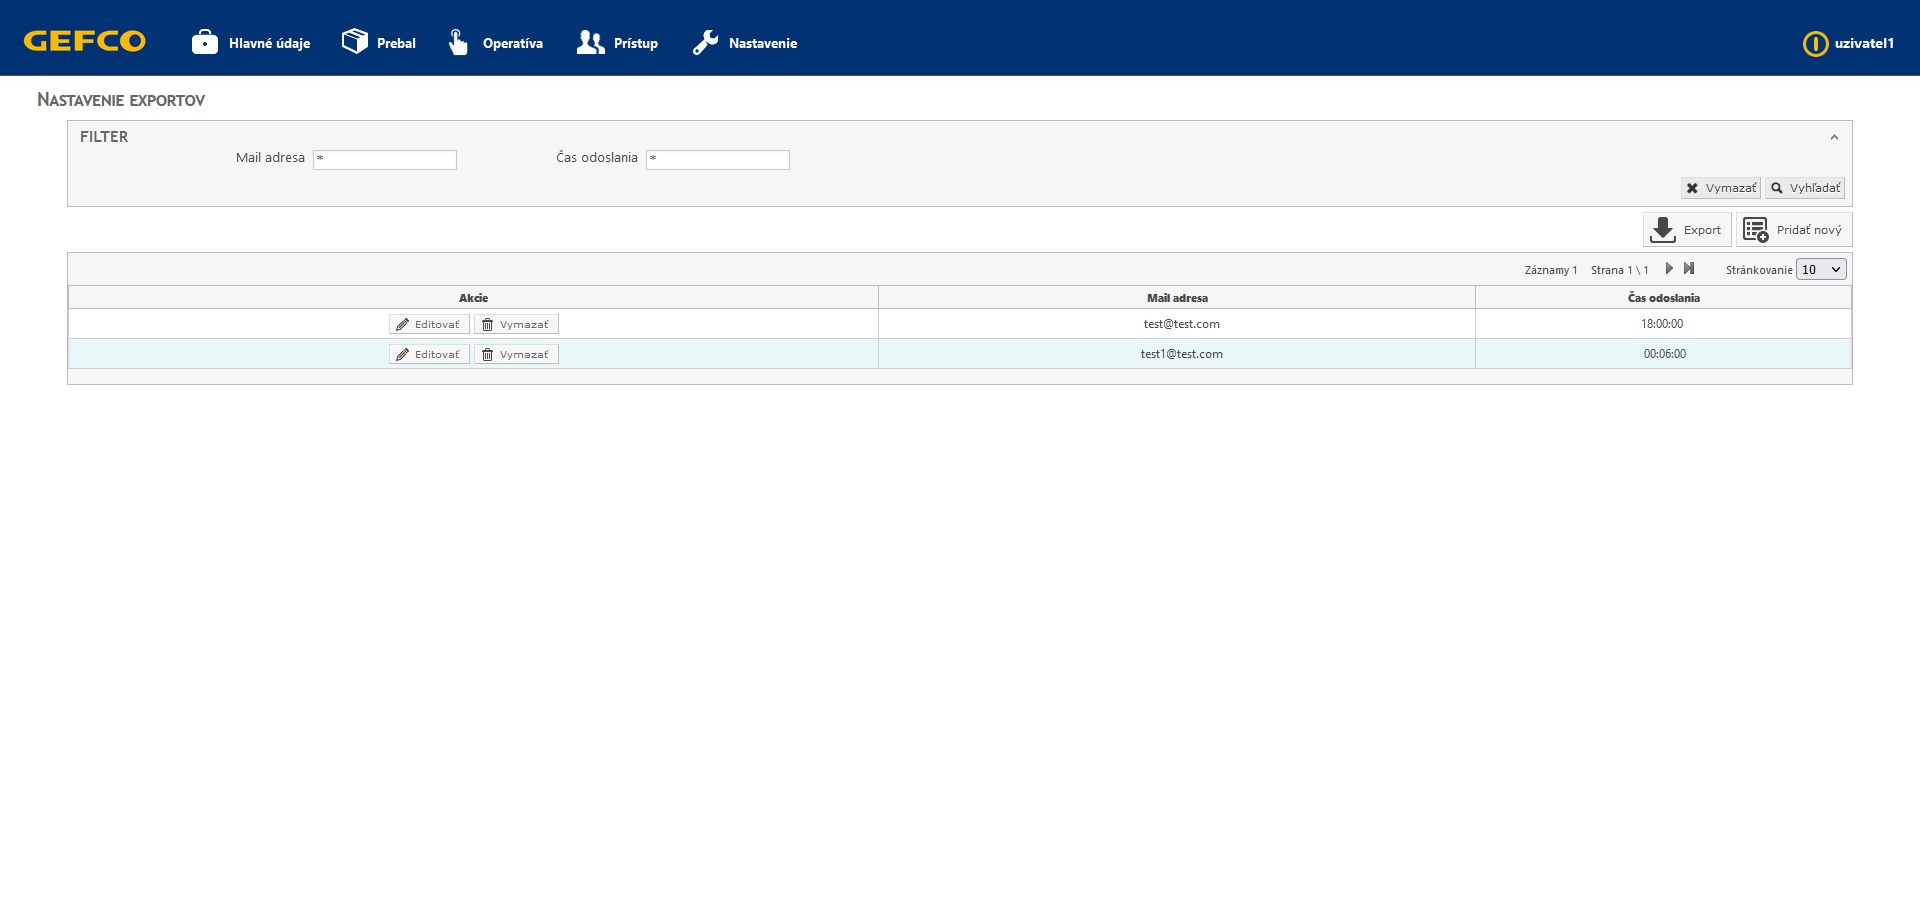 GEFCO Hlavné údaje Prebal Operatíva Prístup Nastavenie uzivatel1
Nastavenie exportov
FILTER
Mail adresa * Čas odoslania *
Vymazať Vyhľadať
Export Pridať nový
Záznamy 1 Strana 1 \ 1 Stránkovanie 10
Akcie Mail adresa Čas odoslania
Editovať Vymazať test@test.com 18:00:00
Editovať Vymazať test1@test.com 00:06:00